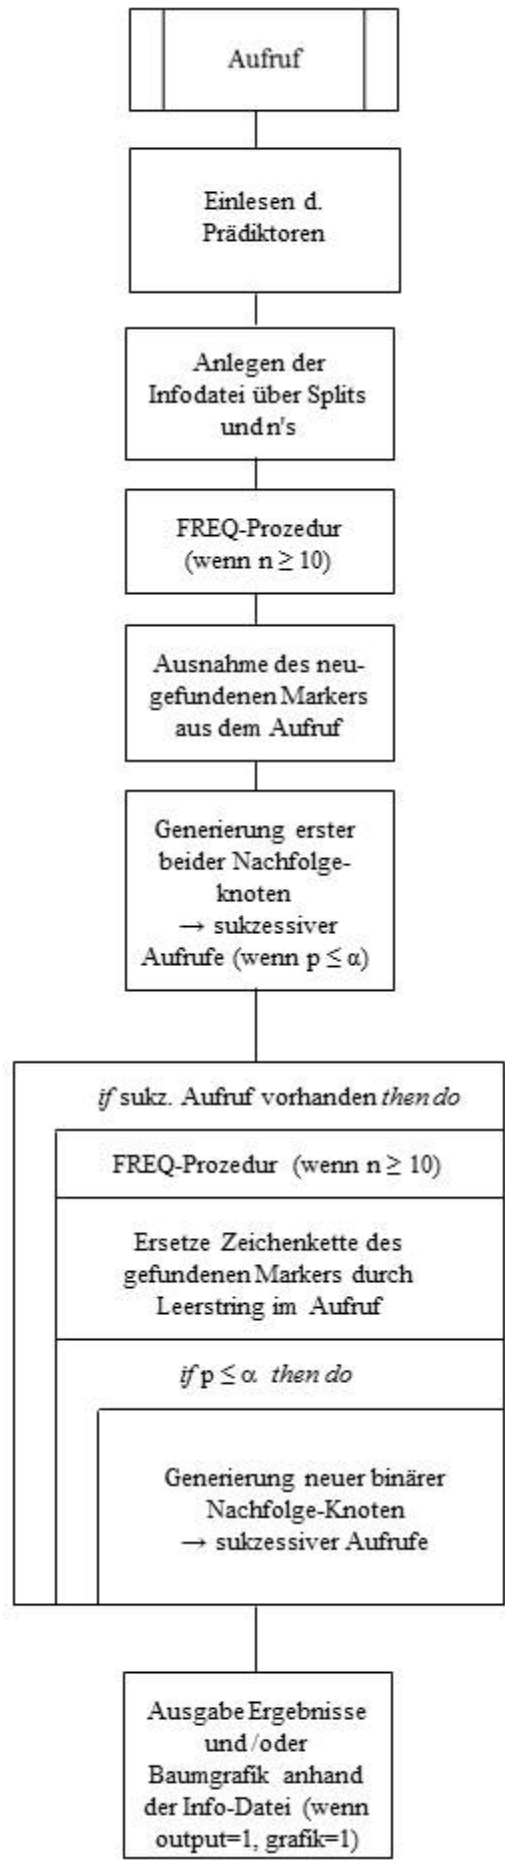 Aufruf
Einlesen d.
Prädiktoren
Anlegen der
Infodatei über Splits
und n's
FREQ-Prozedur
(wenn n ≥ 10)
Ausnahme des neu-
gefundenen Markers
aus dem Aufruf
Generierung erster
beider Nachfolge-
knoten
→ sukzessiver
Aufrufe (wenn p ≤ α)
if sukz. Aufruf vorhanden then do
FREQ-Prozedur (wenn n ≥ 10)
Ersetze Zeichenkette des
gefundenen Markers durch
Leerstring im Aufruf
if p ≤ α then do
Generierung neuer binärer
Nachfolge-Knoten
→ sukzessiver Aufrufe
Ausgabe Ergebnisse
und /oder
Baumgrafik anhand
der Info-Datei (wenn
output=1, grafik=1)